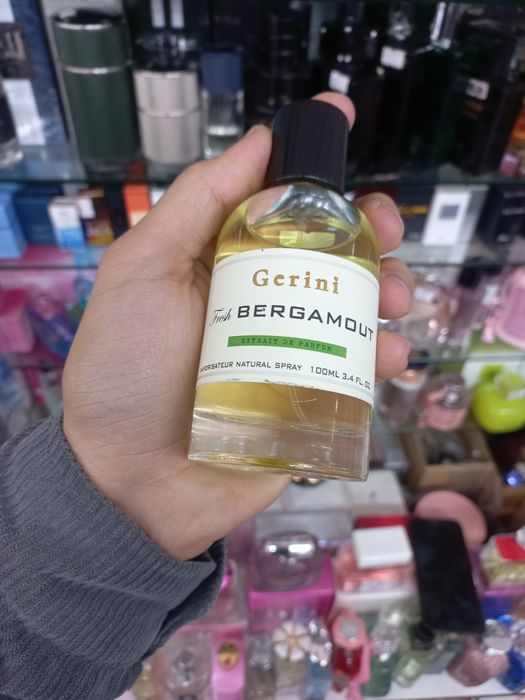 Gerini
Fresh BERGAMOUT
EXTRAIT DE PARFUM
VAPORISATEUR NATURAL SPRAY 100ML 3.4 FL. OZ.